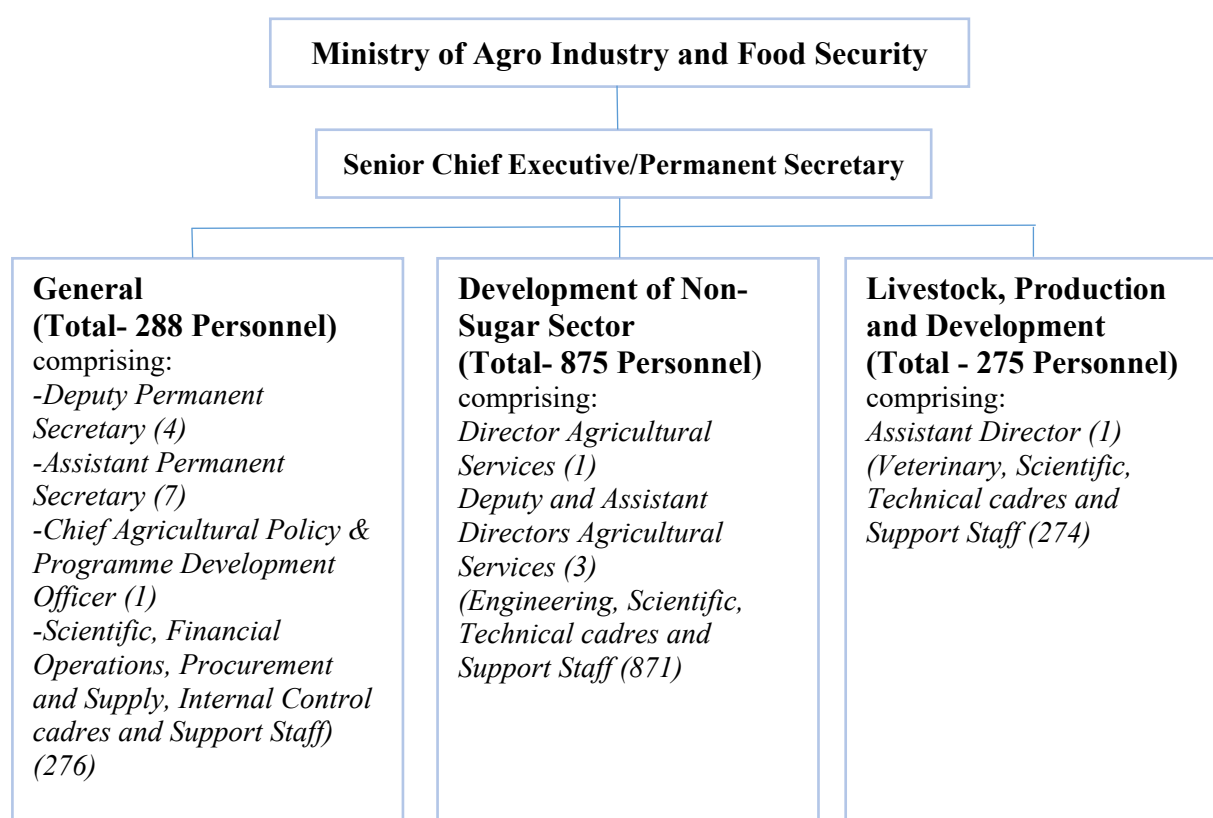 Ministry of Agro Industry and Food Security
Senior Chief Executive/Permanent Secretary
General
(Total- 288 Personnel)
comprising:
-Deputy Permanent
Secretary (4)
-Assistant Permanent
Secretary (7)
-Chief Agricultural Policy &
Programme Development
Officer (1)
-Scientific, Financial
Operations, Procurement
and Supply, Internal Control
cadres and Support Staff)
(276)
Development of Non-
Sugar Sector
(Total- 875 Personnel)
comprising:
Director Agricultural
Services (1)
Deputy and Assistant
Directors Agricultural
Services (3)
(Engineering, Scientific,
Technical cadres and
Support Staff (871)
Livestock, Production
and Development
(Total - 275 Personnel)
comprising:
Assistant Director (1)
(Veterinary, Scientific,
Technical cadres and
Support Staff (274)